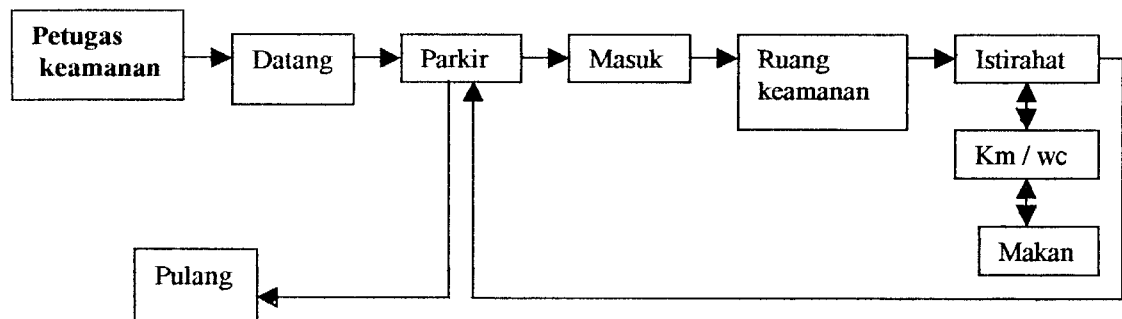 Petugas
keamanan
Datang
Parkir
Masuk
Ruang
keamanan
Istirahat
Km / wc
Makan
Pulang